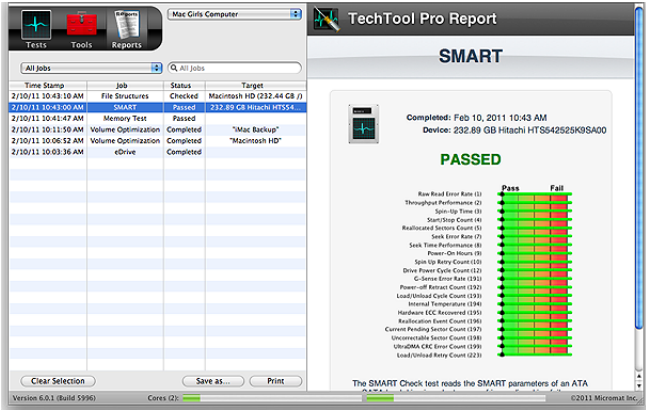 Mac Girls Computer
TechTool Pro Report
Tests Tools Reports
All Jobs
All Jobs
Time Stamp Job Status Target
2/10/11 10:43:10 AM File Structures Checked Macintosh HD (232.44 GB /)
2/10/11 10:43:00 AM SMART Passed 232.89 GB Hitachi HTS54...
2/10/11 10:41:47 AM Memory Test Passed
2/10/11 10:11:50 AM Volume Optimization Completed "iMac Backup"
2/10/11 10:06:52 AM Volume Optimization Completed "Macintosh HD"
2/10/11 10:03:36 AM eDrive Completed
Clear Selection Save as... Print
SMART
Completed: Feb 10, 2011 10:43 AM
Device: 232.89 GB Hitachi HTS542525K9SA00
PASSED
Pass Fail
Raw Read Error Rate (1)
Throughput Performance (2)
Spin-Up Time (3)
Start/Stop Count (4)
Reallocated Sectors Count (5)
Seek Error Rate (7)
Seek Time Performance (8)
Power-On Hours (9)
Spin Up Retry Count (10)
Drive Power Cycle Count (12)
G-Sense Error Rate (191)
Power-off Retract Count (192)
Load/Unload Cycle Count (193)
Internal Temperature (194)
Hardware ECC Recovered (195)
Reallocation Event Count (196)
Current Pending Sector Count (197)
Uncorrectable Sector Count (198)
UltraDMA CRC Error Count (199)
Load/Unload Retry Count (223)
The SMART Check test reads the SMART parameters of an ATA
Version 6.0.1 (Build 5996) Cores (2): ©2011 Micromat Inc.